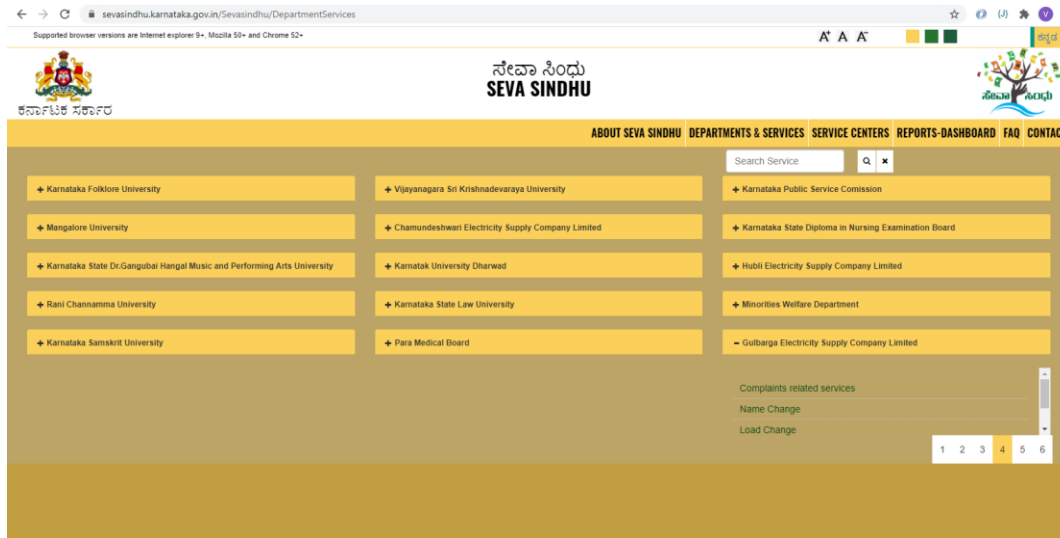 sevasindhu.karnataka.gov.in/Sevasindhu/DepartmentServices
Supported browser versions are Internet explorer 9+, Mozilla 50+ and Chrome 52+
A+ A A-
ಕನ್ನಡ
ಕರ್ನಾಟಕ ಸರ್ಕಾರ
ಸೇವಾ ಸಿಂಧು
SEVA SINDHU
ಸೇವಾ ಸಿಂಧು
ABOUT SEVA SINDHU DEPARTMENTS & SERVICES SERVICE CENTERS REPORTS-DASHBOARD FAQ CONTAC
Search Service
+ Karnataka Folklore University
+ Vijayanagara Sri Krishnadevaraya University
+ Karnataka Public Service Comission
+ Mangalore University
+ Chamundeshwari Electricity Supply Company Limited
+ Karnataka State Diploma in Nursing Examination Board
+ Karnataka State Dr.Gangubai Hangal Music and Performing Arts University
+ Karnatak University Dharwad
+ Hubli Electricity Supply Company Limited
+ Rani Channamma University
+ Karnataka State Law University
+ Minorities Welfare Department
+ Karnataka Samskrit University
+ Para Medical Board
− Gulbarga Electricity Supply Company Limited
Complaints related services
Name Change
Load Change
1 2 3 4 5 6